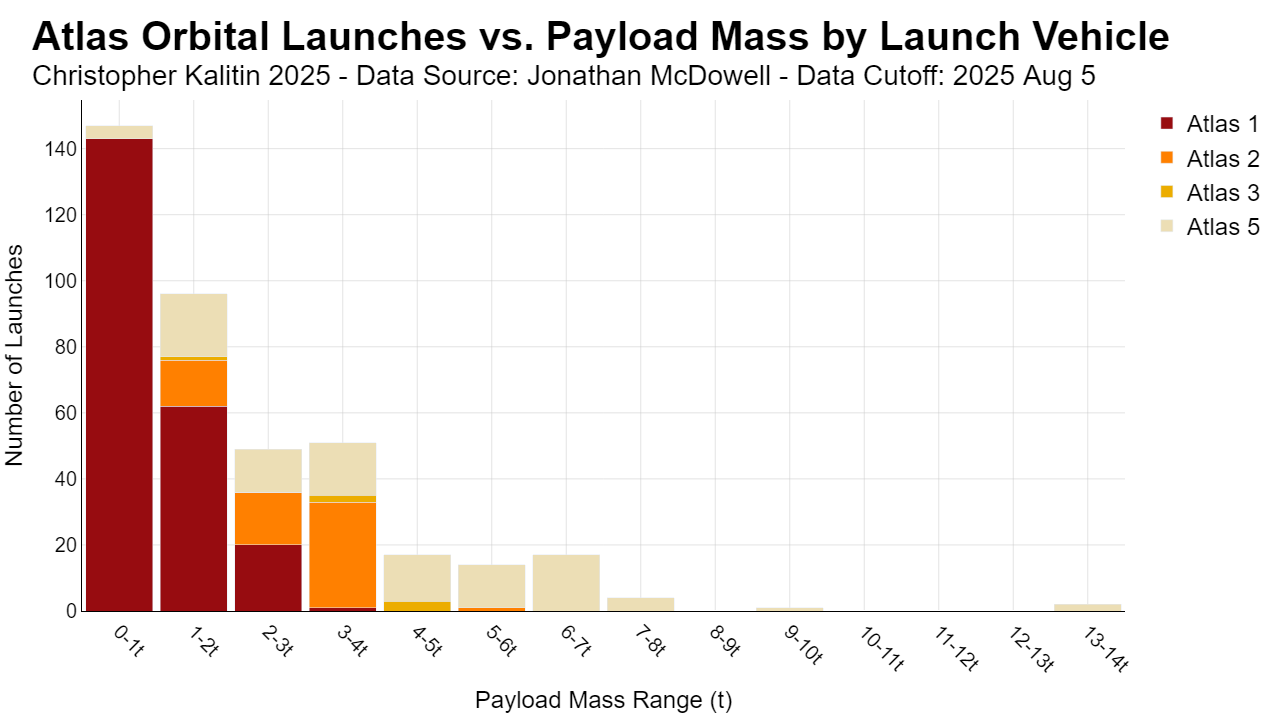 Atlas Orbital Launches vs. Payload Mass by Launch Vehicle
Christopher Kalitin 2025 - Data Source: Jonathan McDowell - Data Cutoff: 2025 Aug 5
Atlas 1
Atlas 2
Atlas 3
Atlas 5
Number of Launches
140
120
100
80
60
40
20
0
0-1t
1-2t
2-3t
3-4t
4-5t
5-6t
6-7t
7-8t
8-9t
9-10t
10-11t
11-12t
12-13t
13-14t
Payload Mass Range (t)